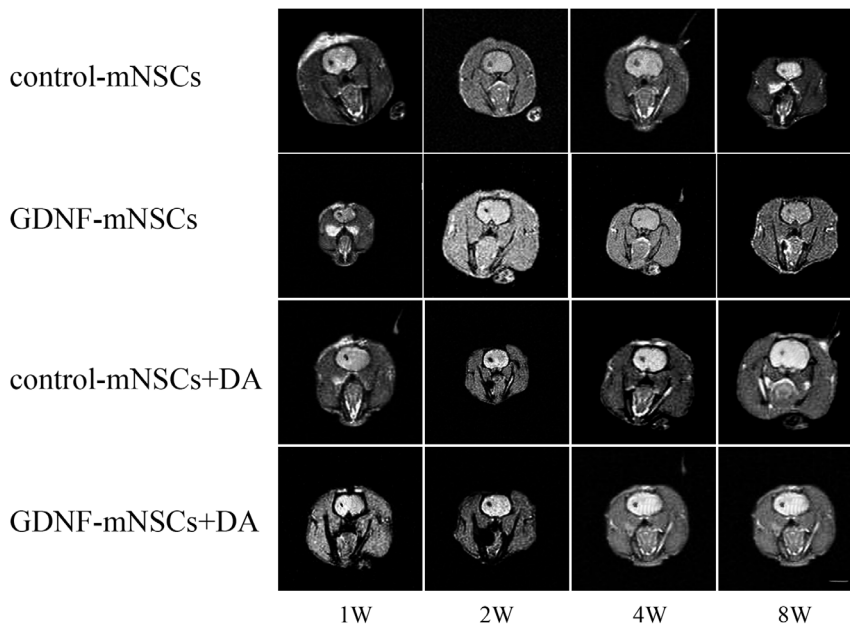 control-mNSCs
GDNF-mNSCs
control-mNSCs+DA
GDNF-mNSCs+DA
1W 2W 4W 8W